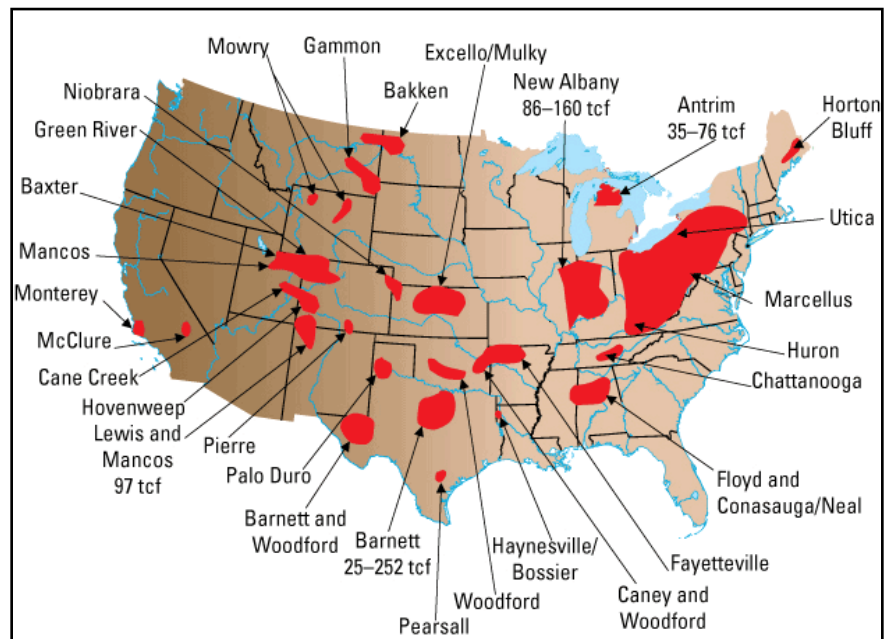 Mowry
Gammon
Excello/Mulky
Niobrara
Bakken
New Albany
86–160 tcf
Antrim
35–76 tcf
Horton
Bluff
Green River
Baxter
Utica
Mancos
Monterey
Marcellus
McClure
Huron
Cane Creek
Chattanooga
Hovenweep
Lewis and
Mancos
97 tcf
Pierre
Palo Duro
Floyd and
Conasauga/Neal
Barnett and
Woodford
Barnett
25–252 tcf
Haynesville/
Bossier
Fayetteville
Woodford
Caney and
Woodford
Pearsall